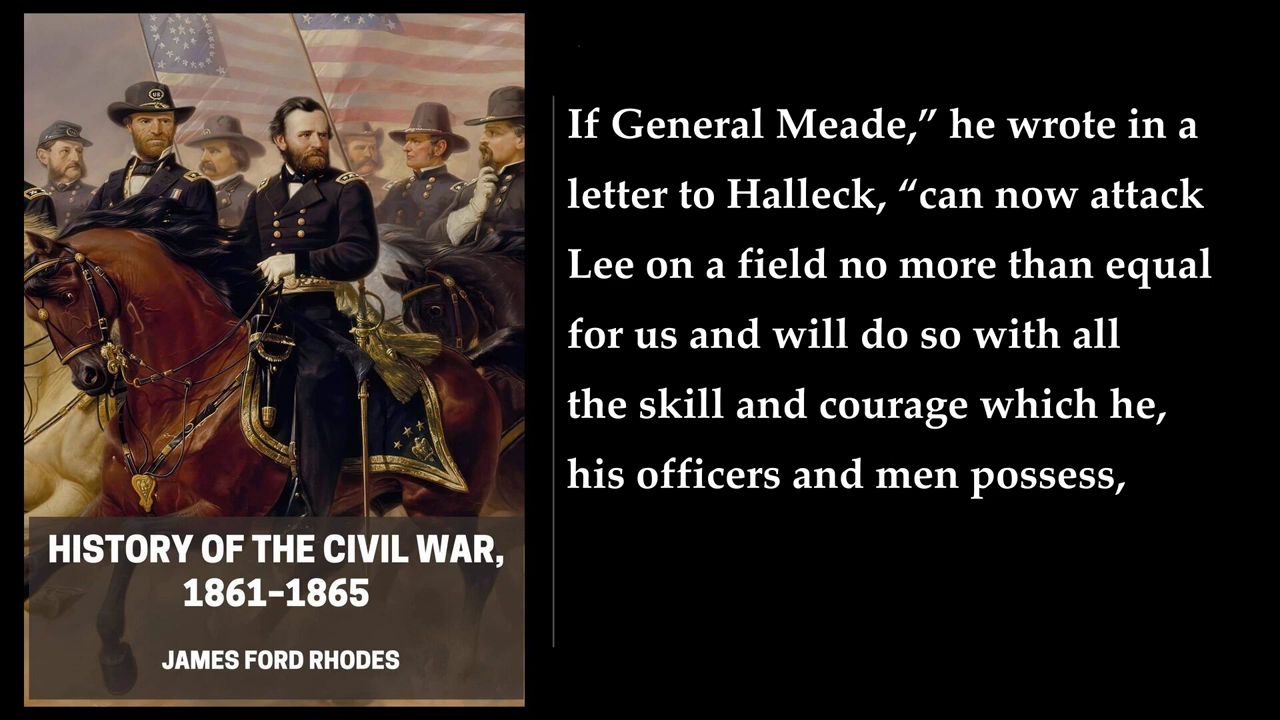 HISTORY OF THE CIVIL WAR,
1861–1865
JAMES FORD RHODES
If General Meade,” he wrote in a
letter to Halleck, “can now attack
Lee on a field no more than equal
for us and will do so with all
the skill and courage which he,
his officers and men possess,